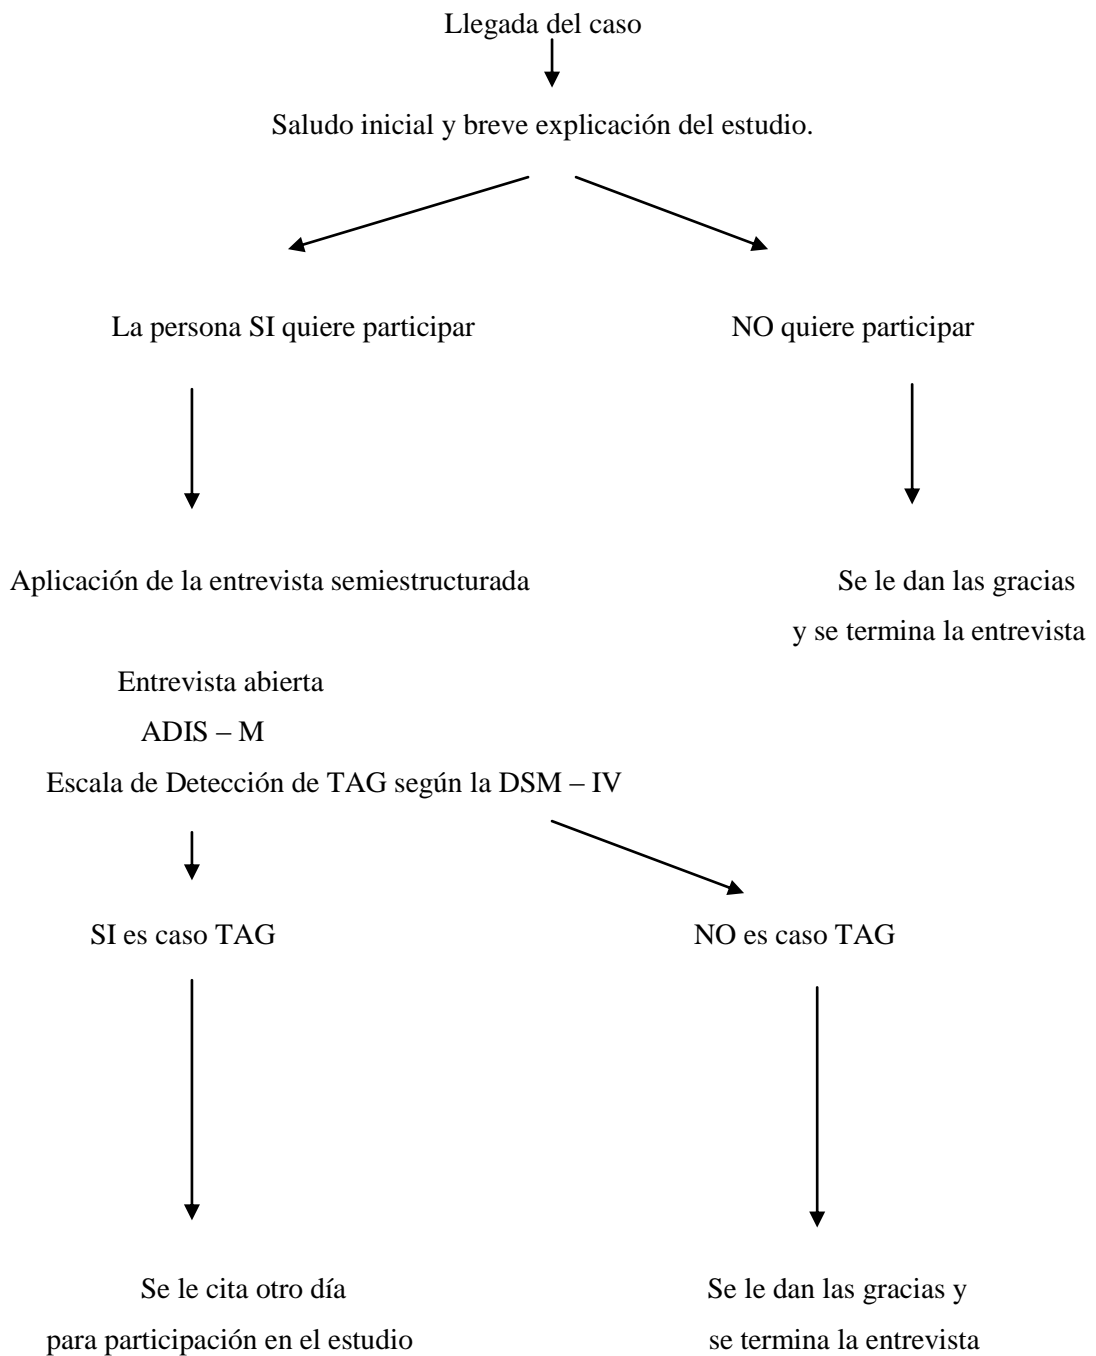 Llegada del caso
Saludo inicial y breve explicación del estudio.
La persona SI quiere participar
NO quiere participar
Aplicación de la entrevista semiestructurada
Se le dan las gracias
y se termina la entrevista
Entrevista abierta
ADIS – M
Escala de Detección de TAG según la DSM – IV
SI es caso TAG
NO es caso TAG
Se le cita otro día
para participación en el estudio
Se le dan las gracias y
se termina la entrevista